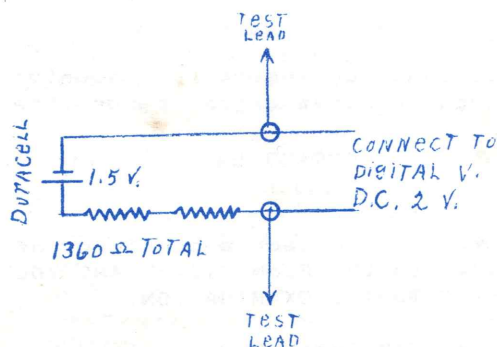 TEST
LEAD
DURACELL
1.5 V.
CONNECT TO
DIGITAL V.
D.C. 2 V.
1360 Ω TOTAL
TEST
LEAD